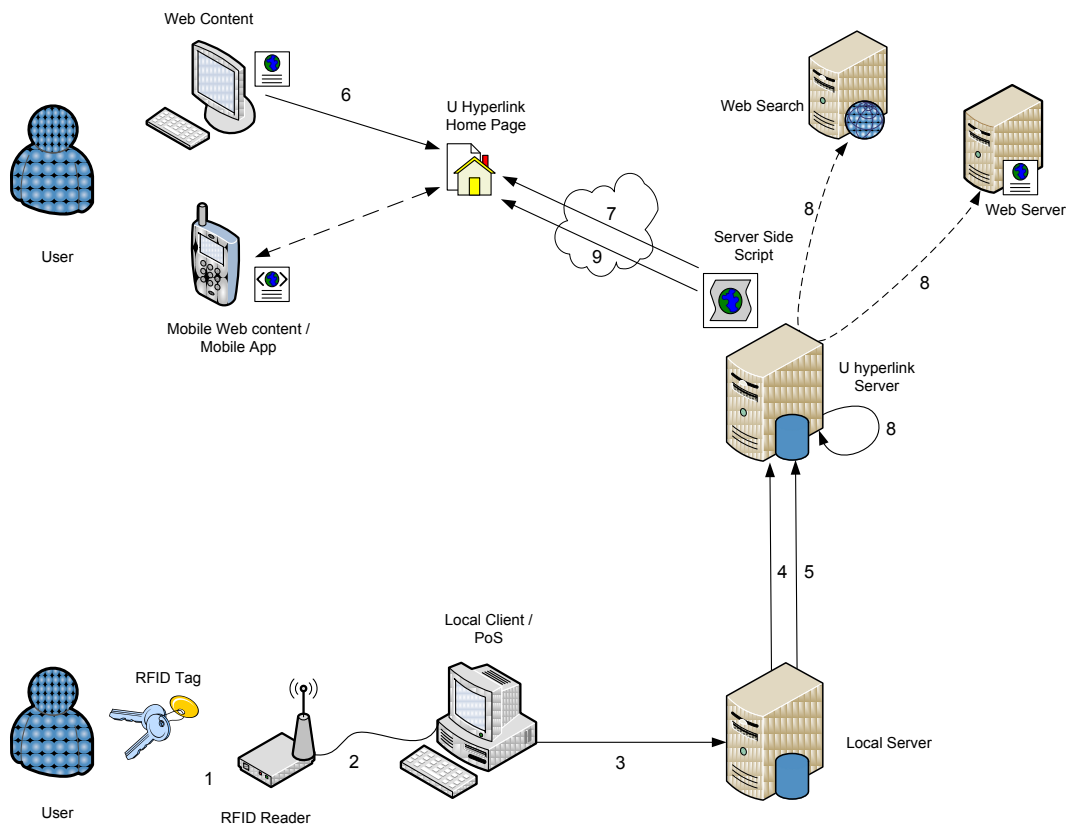 Web Content
6
U Hyperlink
Home Page
Web Search
Web Server
User
Mobile Web content /
Mobile App
7
9
Server Side
Script
8
8
U hyperlink
Server
8
4
5
Local Client /
PoS
RFID Tag
1
2
3
Local Server
User
RFID Reader